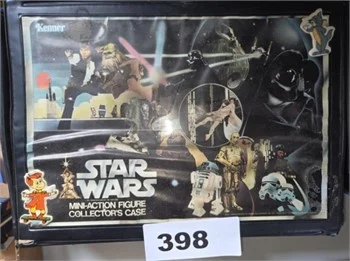 Kenner
STAR
WARS
MINI-ACTION FIGURE
COLLECTOR'S CASE
398